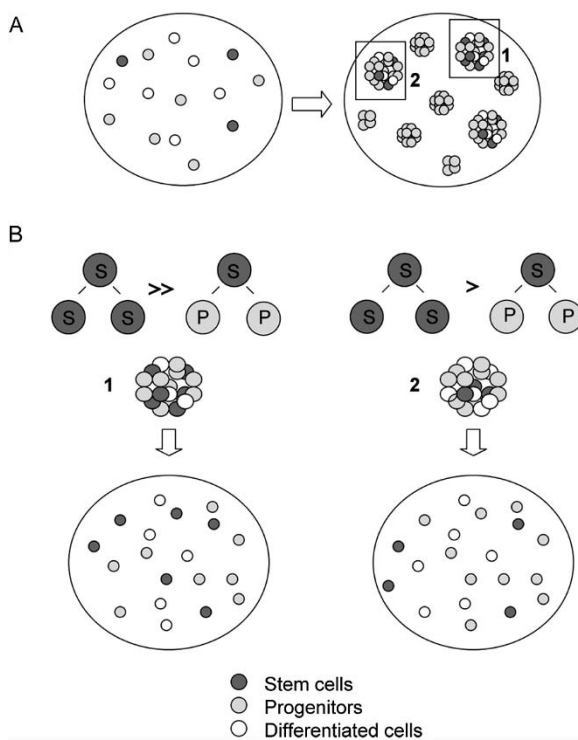 A
1
2
B
S >> S
S S P P
S > S
S S P P
1
2
Stem cells
Progenitors
Differentiated cells